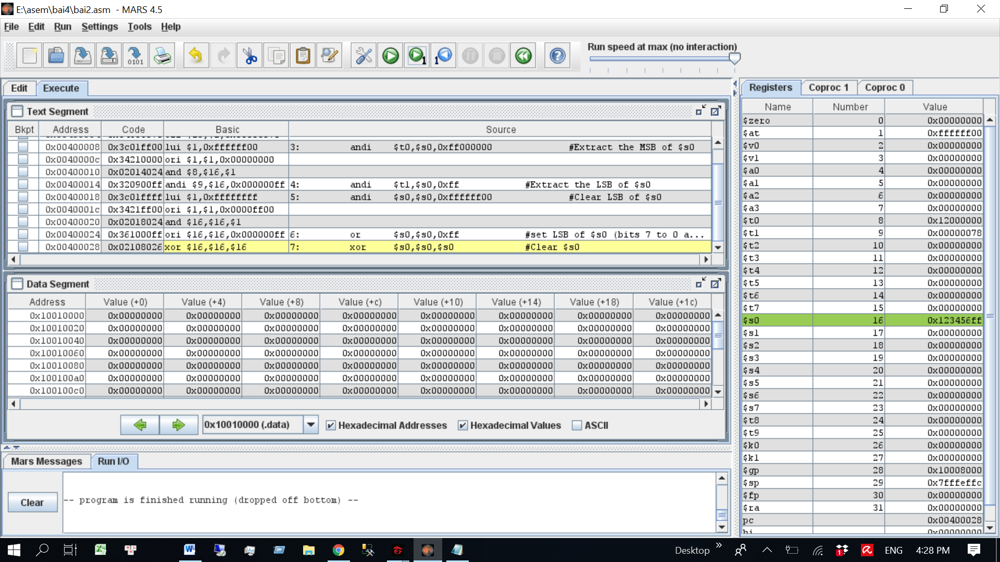 E:\asem\bai4\bai2.asm - MARS 4.5
File Edit Run Settings Tools Help
Run speed at max (no interaction)
0101
1
1
Edit Execute
Text Segment
Bkpt Address Code Basic Source
0x00400008 0x3c01ff00 lui $1,0xffffff00 3: andi $t0,$s0,0xff000000 #Extract the MSB of $s0
0x0040000c 0x34210000 ori $1,$1,0x00000000
0x00400010 0x02014024 and $8,$16,$1
0x00400014 0x320900ff andi $9,$16,0x000000ff 4: andi $t1,$s0,0xff #Extract the LSB of $s0
0x00400018 0x3c01ffff lui $1,0xffffffff 5: andi $s0,$s0,0xffffff00 #Clear LSB of $s0
0x0040001c 0x3421ff00 ori $1,$1,0x0000ff00
0x00400020 0x02018024 and $16,$16,$1
0x00400024 0x361000ff ori $16,$16,0x000000ff 6: or $s0,$s0,0xff #set LSB of $s0 (bits 7 to 0 a...
0x00400028 0x02108026 xor $16,$16,$16 7: xor $s0,$s0,$s0 #Clear $s0
Data Segment
Address Value (+0) Value (+4) Value (+8) Value (+c) Value (+10) Value (+14) Value (+18) Value (+1c)
0x10010000 0x00000000 0x00000000 0x00000000 0x00000000 0x00000000 0x00000000 0x00000000 0x00000000
0x10010020 0x00000000 0x00000000 0x00000000 0x00000000 0x00000000 0x00000000 0x00000000 0x00000000
0x10010040 0x00000000 0x00000000 0x00000000 0x00000000 0x00000000 0x00000000 0x00000000 0x00000000
0x10010060 0x00000000 0x00000000 0x00000000 0x00000000 0x00000000 0x00000000 0x00000000 0x00000000
0x10010080 0x00000000 0x00000000 0x00000000 0x00000000 0x00000000 0x00000000 0x00000000 0x00000000
0x100100a0 0x00000000 0x00000000 0x00000000 0x00000000 0x00000000 0x00000000 0x00000000 0x00000000
0x100100c0 0x00000000 0x00000000 0x00000000 0x00000000 0x00000000 0x00000000 0x00000000 0x00000000
0x10010000 (.data) Hexadecimal Addresses Hexadecimal Values ASCII
Mars Messages Run I/O
Clear
-- program is finished running (dropped off bottom) --
Registers Coproc 1 Coproc 0
Name Number Value
$zero 0 0x00000000
$at 1 0xffffff00
$v0 2 0x00000000
$v1 3 0x00000000
$a0 4 0x00000000
$a1 5 0x00000000
$a2 6 0x00000000
$a3 7 0x00000000
$t0 8 0x12000000
$t1 9 0x00000078
$t2 10 0x00000000
$t3 11 0x00000000
$t4 12 0x00000000
$t5 13 0x00000000
$t6 14 0x00000000
$t7 15 0x00000000
$s0 16 0x123456ff
$s1 17 0x00000000
$s2 18 0x00000000
$s3 19 0x00000000
$s4 20 0x00000000
$s5 21 0x00000000
$s6 22 0x00000000
$s7 23 0x00000000
$t8 24 0x00000000
$t9 25 0x00000000
$k0 26 0x00000000
$k1 27 0x00000000
$gp 28 0x10008000
$sp 29 0x7fffeffc
$fp 30 0x00000000
$ra 31 0x00000000
pc 0x00400028
hi 0x00000000
Desktop ENG 4:28 PM